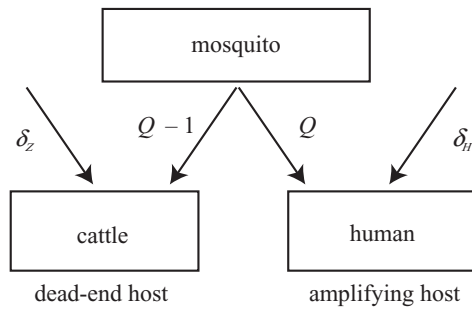 mosquito
δ_Z
Q − 1
Q
δ_H
cattle
human
dead-end host
amplifying host